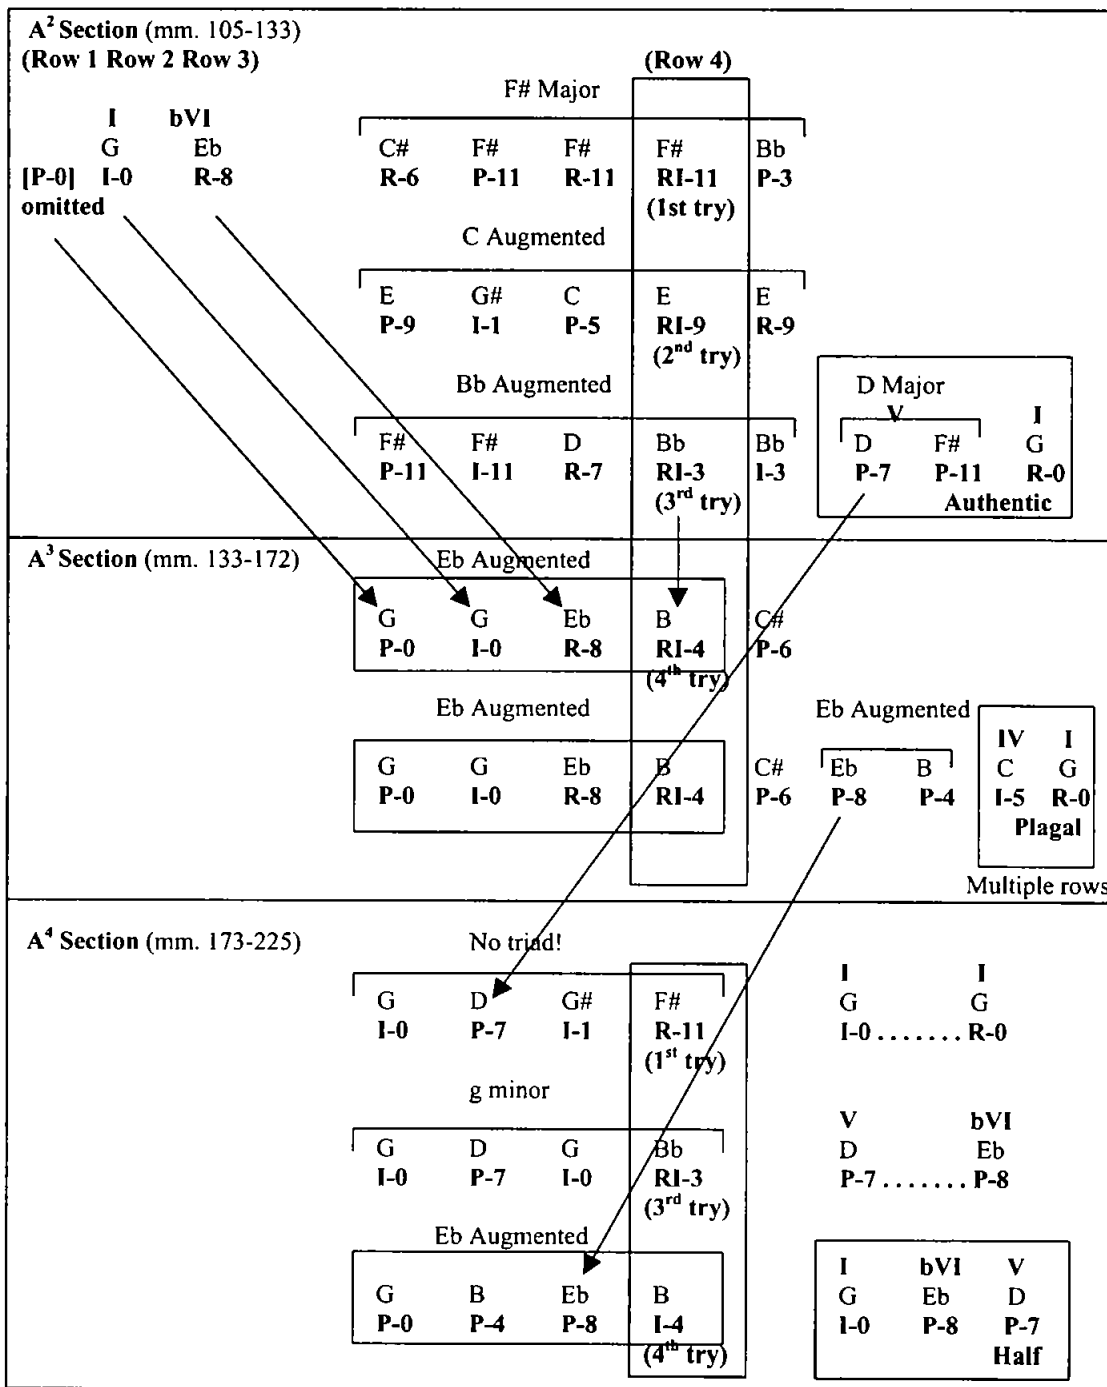 A² Section (mm. 105-133)
(Row 1 Row 2 Row 3) (Row 4)
F# Major
I bVI
G Eb C# F# F# F# Bb
[P-0] I-0 R-8 R-6 P-11 R-11 RI-11 P-3
omitted (1st try)
C Augmented
E G# C E E
P-9 I-1 P-5 RI-9 R-9
(2nd try)
Bb Augmented D Major
V I
F# F# D Bb Bb D F# G
P-11 I-11 R-7 RI-3 I-3 P-7 P-11 R-0
(3rd try) Authentic
A³ Section (mm. 133-172) Eb Augmented
G G Eb B C#
P-0 I-0 R-8 RI-4 P-6
(4th try)
Eb Augmented Eb Augmented
IV I
G G Eb B C# Eb B C G
P-0 I-0 R-8 RI-4 P-6 P-8 P-4 I-5 R-0
Plagal
Multiple rows
A⁴ Section (mm. 173-225) No triad!
I I
G D G# F# G G
I-0 P-7 I-1 R-11 I-0 ....... R-0
(1st try)
g minor
V bVI
G D G Bb D Eb
I-0 P-7 I-0 RI-3 P-7 ....... P-8
(3rd try)
Eb Augmented
I bVI V
G B Eb B G Eb D
P-0 P-4 P-8 I-4 I-0 P-8 P-7
(4th try) Half